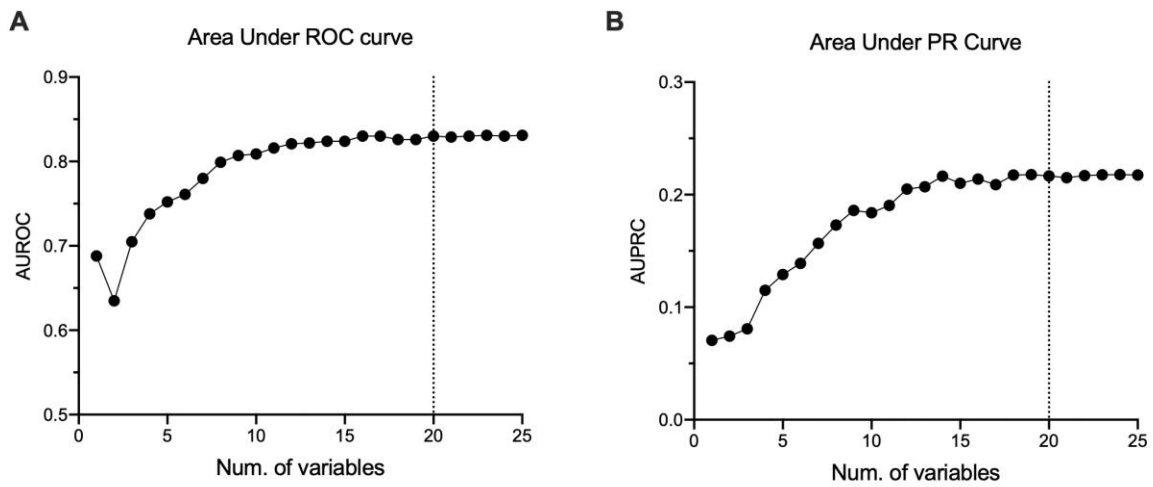 A
Area Under ROC curve
0.9
0.8
0.7
0.6
0.5
AUROC
0 5 10 15 20 25
Num. of variables
B
Area Under PR Curve
0.3
0.2
0.1
0.0
AUPRC
0 5 10 15 20 25
Num. of variables